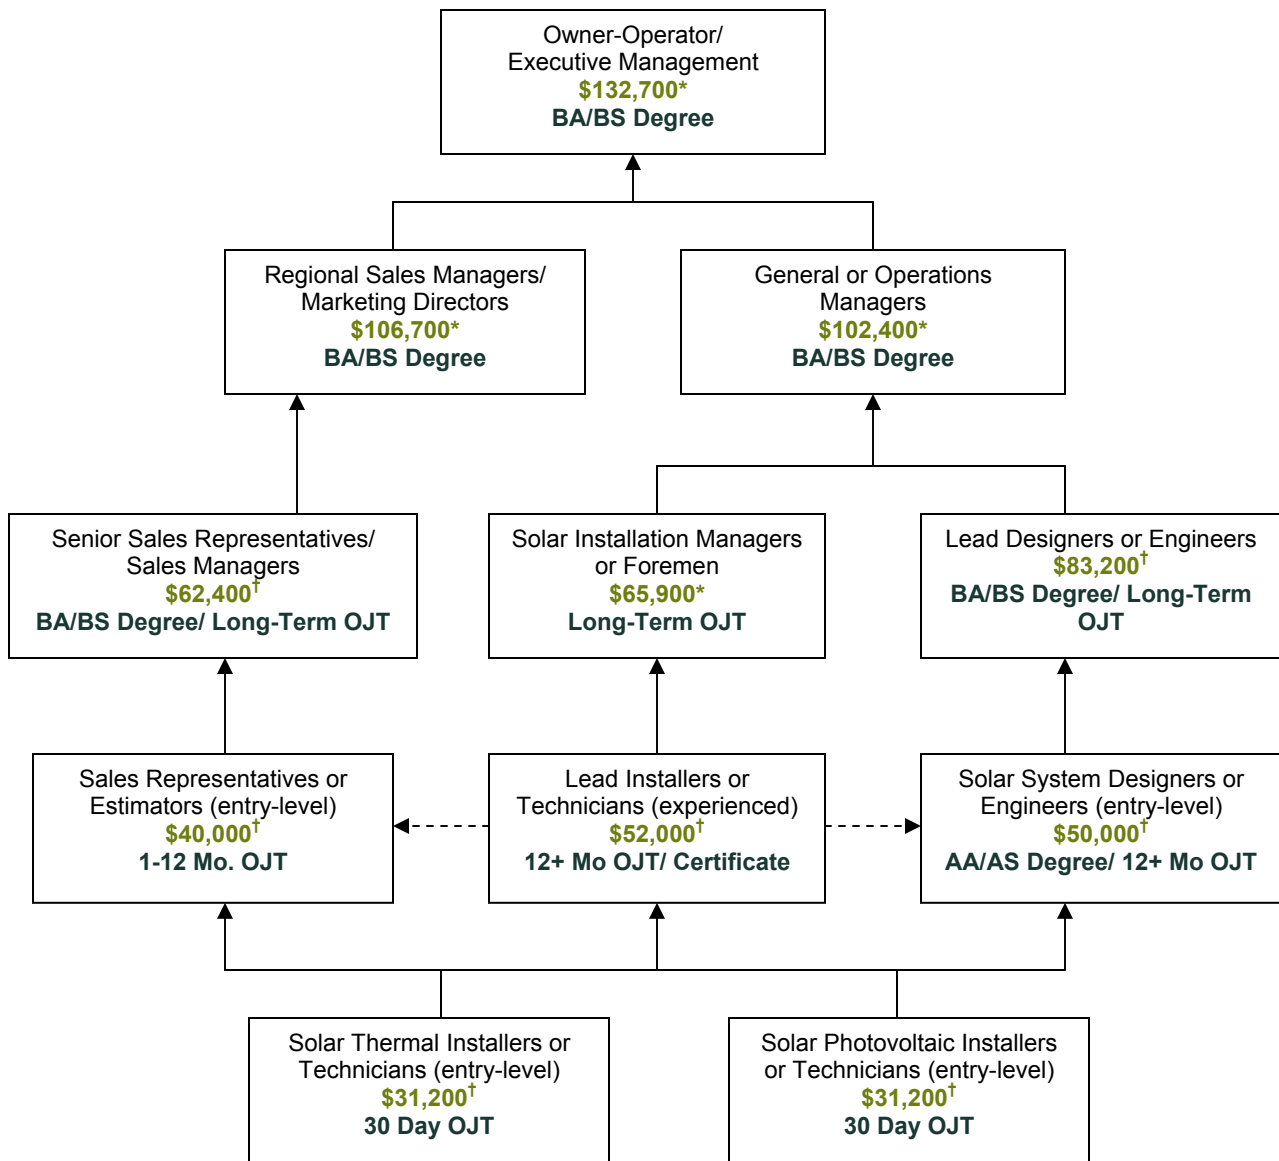 Owner-Operator/
Executive Management
$132,700*
BA/BS Degree
Regional Sales Managers/
Marketing Directors
$106,700*
BA/BS Degree
General or Operations
Managers
$102,400*
BA/BS Degree
Senior Sales Representatives/
Sales Managers
$62,400†
BA/BS Degree/ Long-Term OJT
Solar Installation Managers
or Foremen
$65,900*
Long-Term OJT
Lead Designers or Engineers
$83,200†
BA/BS Degree/ Long-Term
OJT
Sales Representatives or
Estimators (entry-level)
$40,000†
1-12 Mo. OJT
Lead Installers or
Technicians (experienced)
$52,000†
12+ Mo OJT/ Certificate
Solar System Designers or
Engineers (entry-level)
$50,000†
AA/AS Degree/ 12+ Mo OJT
Solar Thermal Installers or
Technicians (entry-level)
$31,200†
30 Day OJT
Solar Photovoltaic Installers
or Technicians (entry-level)
$31,200†
30 Day OJT